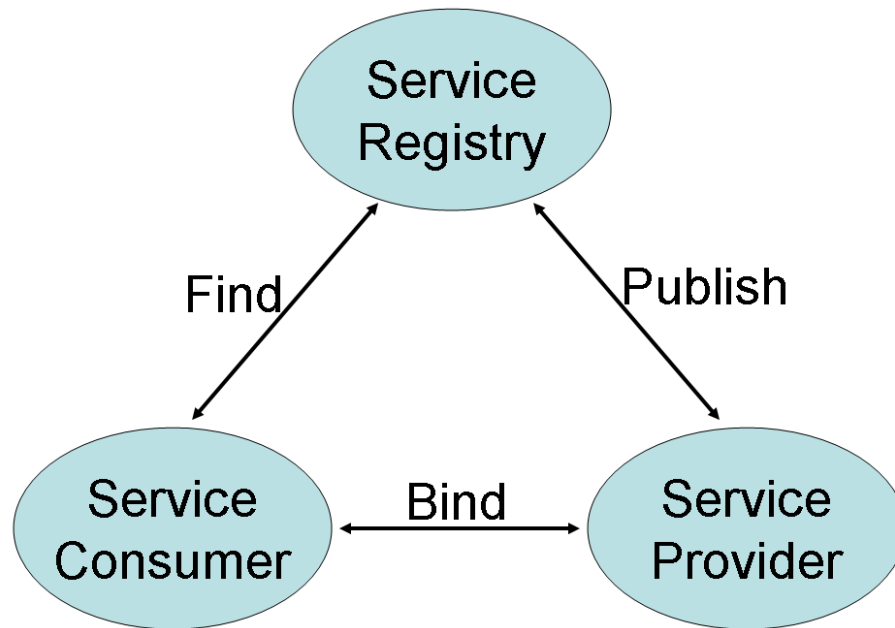 Service
Registry
Find
Publish
Service
Consumer
Bind
Service
Provider